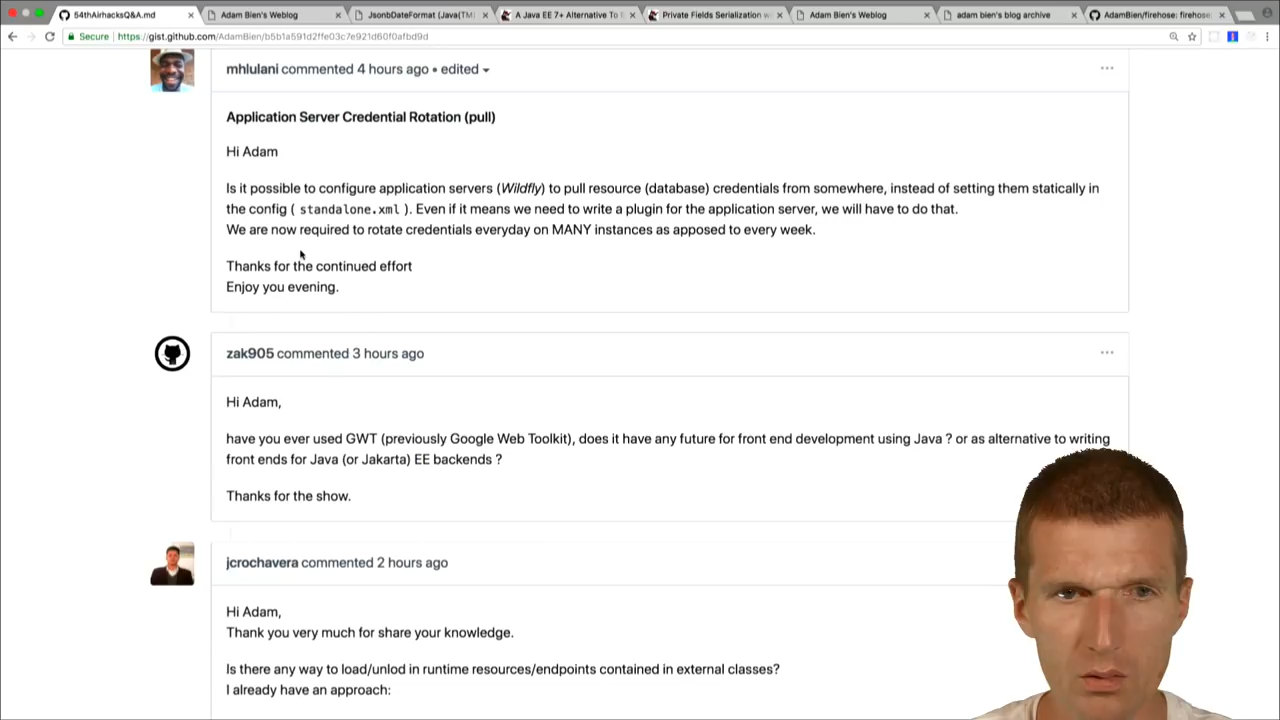 54thAirhacksQ&A.md
Adam Bien's Weblog
JsonbDateFormat (Java(TM)
A Java EE 7+ Alternative To
Private Fields Serialization
Adam Bien's Weblog
adam bien's blog archive
AdamBien/firehose: firehose
Secure
https://gist.github.com/AdamBien/b5b1a591d2ffe03c7e921d60f0afbd9d
mhlulani commented 4 hours ago • edited
Application Server Credential Rotation (pull)
Hi Adam
Is it possible to configure application servers (Wildfly) to pull resource (database) credentials from somewhere, instead of setting them statically in
the config ( standalone.xml ). Even if it means we need to write a plugin for the application server, we will have to do that.
We are now required to rotate credentials everyday on MANY instances as apposed to every week.
Thanks for the continued effort
Enjoy you evening.
zak905 commented 3 hours ago
Hi Adam,
have you ever used GWT (previously Google Web Toolkit), does it have any future for front end development using Java ? or as alternative to writing
front ends for Java (or Jakarta) EE backends ?
Thanks for the show.
jcrochavera commented 2 hours ago
Hi Adam,
Thank you very much for share your knowledge.
Is there any way to load/unlod in runtime resources/endpoints contained in external classes?
I already have an approach: